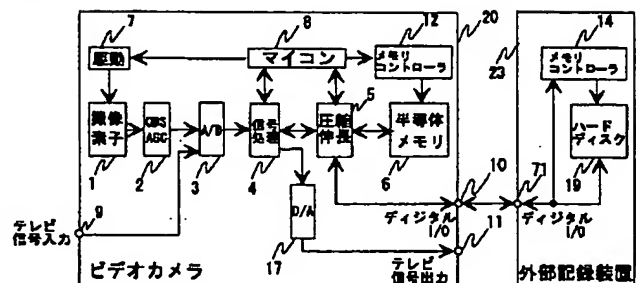 7
8
12
20
14
駆動
マイコン
メモリ
コントローラ
23
メモリ
コントローラ
5
撮像
素子
CDS
AGC
A/D
信号
処理
圧縮
伸長
半導体
メモリ
ハード
ディスク
1
2
3
4
6
10
71
19
9
テレビ
信号入力
D/A
ディジタル
I/O
11
ディジタル
I/O
17
ビデオカメラ
テレビ
信号出力
外部記録装置